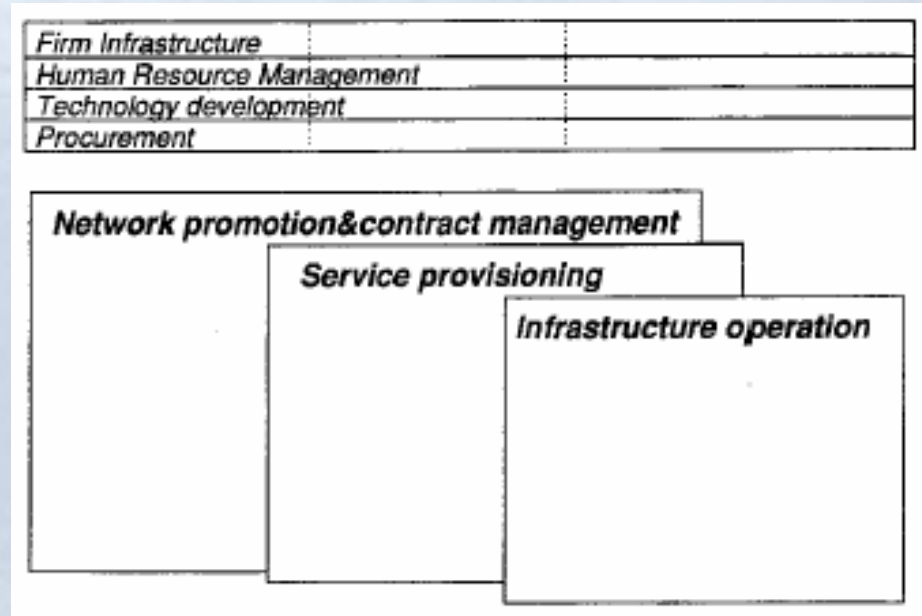 Firm Infrastructure
Human Resource Management
Technology development
Procurement
Network promotion&contract management
Service provisioning
Infrastructure operation